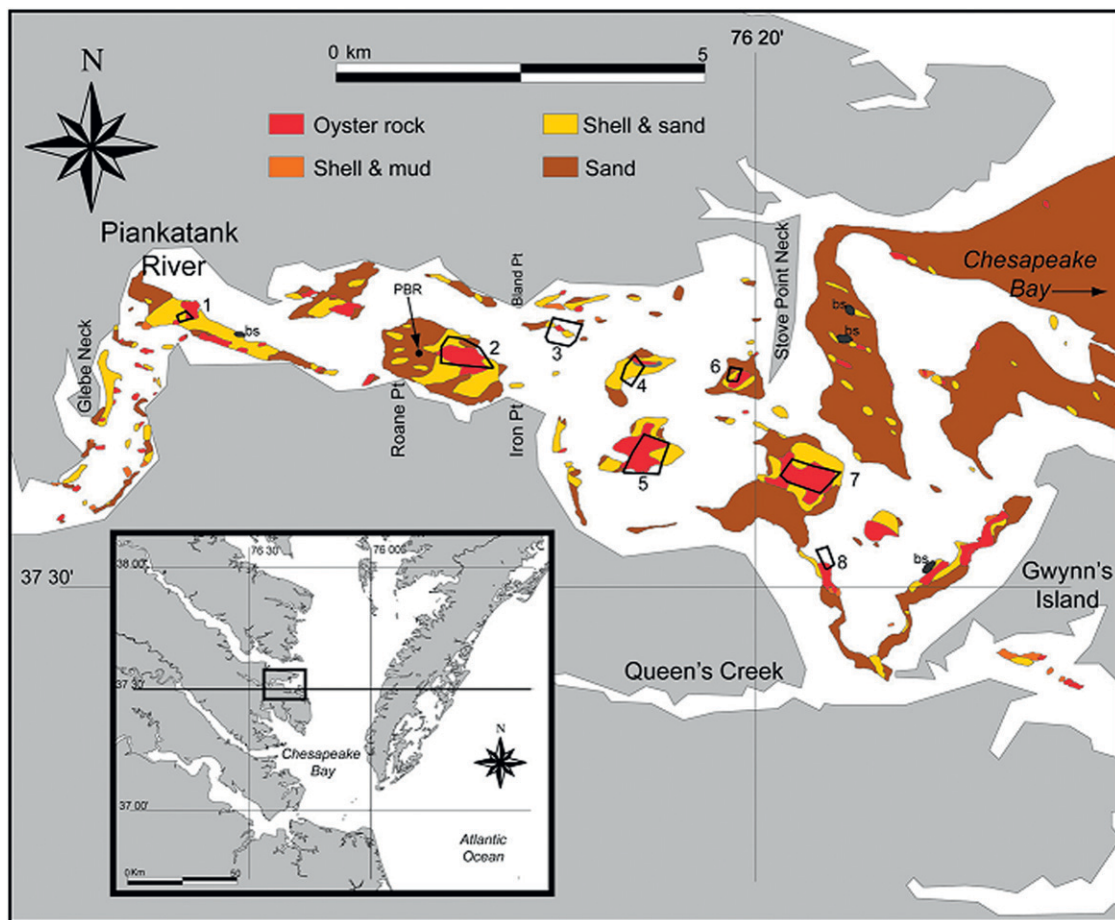 0 km 5
76 20'
N
Oyster rock
Shell & sand
Shell & mud
Sand
Piankatank
River
Glebe Neck
1
bs
PBR
Roane Pt
2
Iron Pt
Bland Pt
3
4
5
6
Stove Point Neck
bs
bs
Chesapeake
Bay
7
8
bs
37 30'
Gwynn's
Island
Queen's Creek
76 30
76 00'
38 00'
37 30'
N
Chesapeake
Bay
37 00'
Atlantic
Ocean
0 Km 50